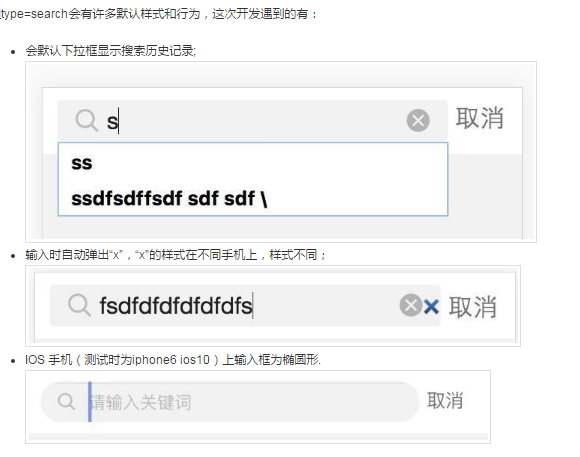 type=search会有许多默认样式和行为，这次开发遇到的有：
会默认下拉框显示搜索历史记录;
s 取消
ss
ssdfsdffsdf sdf sdf \
输入时自动弹出“x”，“x”的样式在不同手机上，样式不同；
fsdfdfdfdfdfdfs 取消
IOS 手机（测试时为iphone6 ios10）上输入框为椭圆形.
请输入关键词 取消